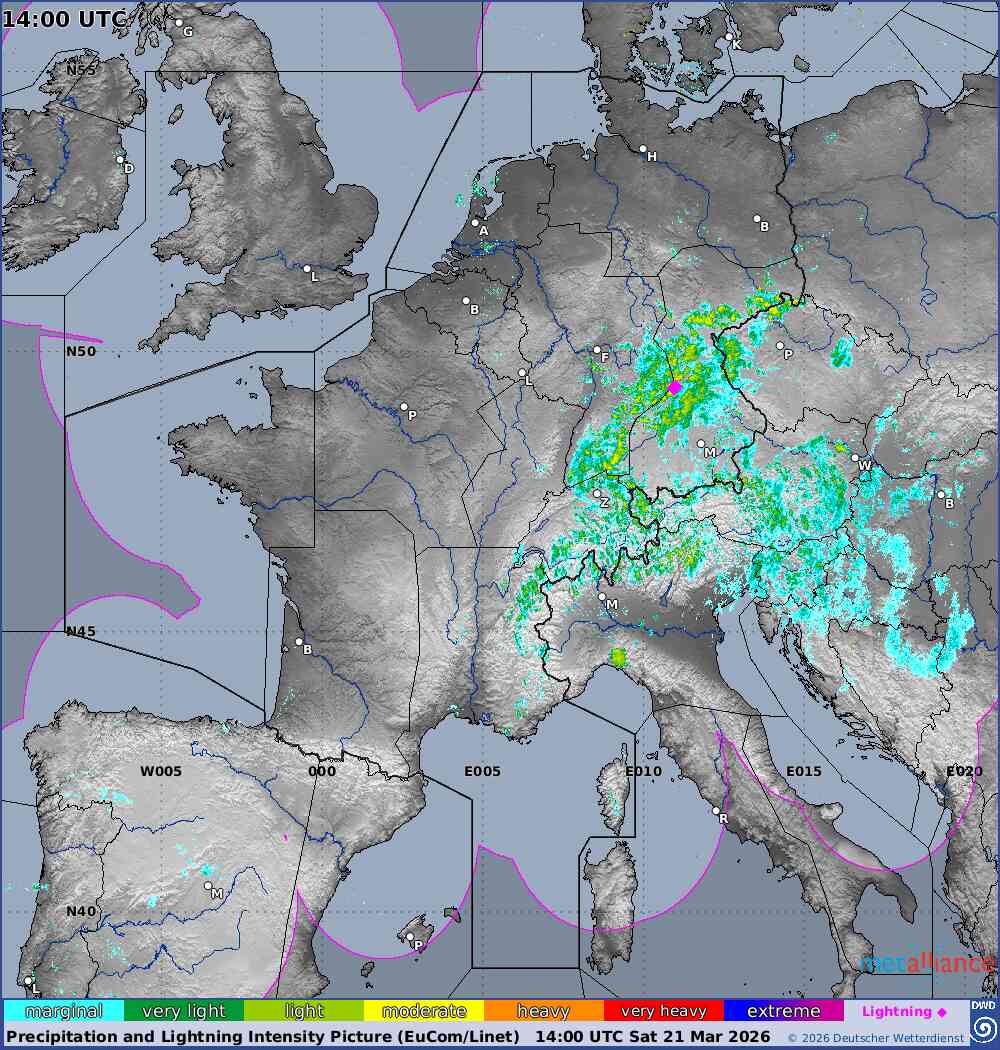 14:00 UTC
G
K
N55
D
H
A
B
L
B
N50
F
P
L
P
M
W
Z
B
M
N45
B
W005
000
E005
E010
E015
E020
R
M
N40
P
metalliance
L
marginal very light light moderate heavy very heavy extreme Lightning ◆
DWD
Precipitation and Lightning Intensity Picture (EuCom/Linet) 14:00 UTC Sat 21 Mar 2026 © 2026 Deutscher Wetterdienst